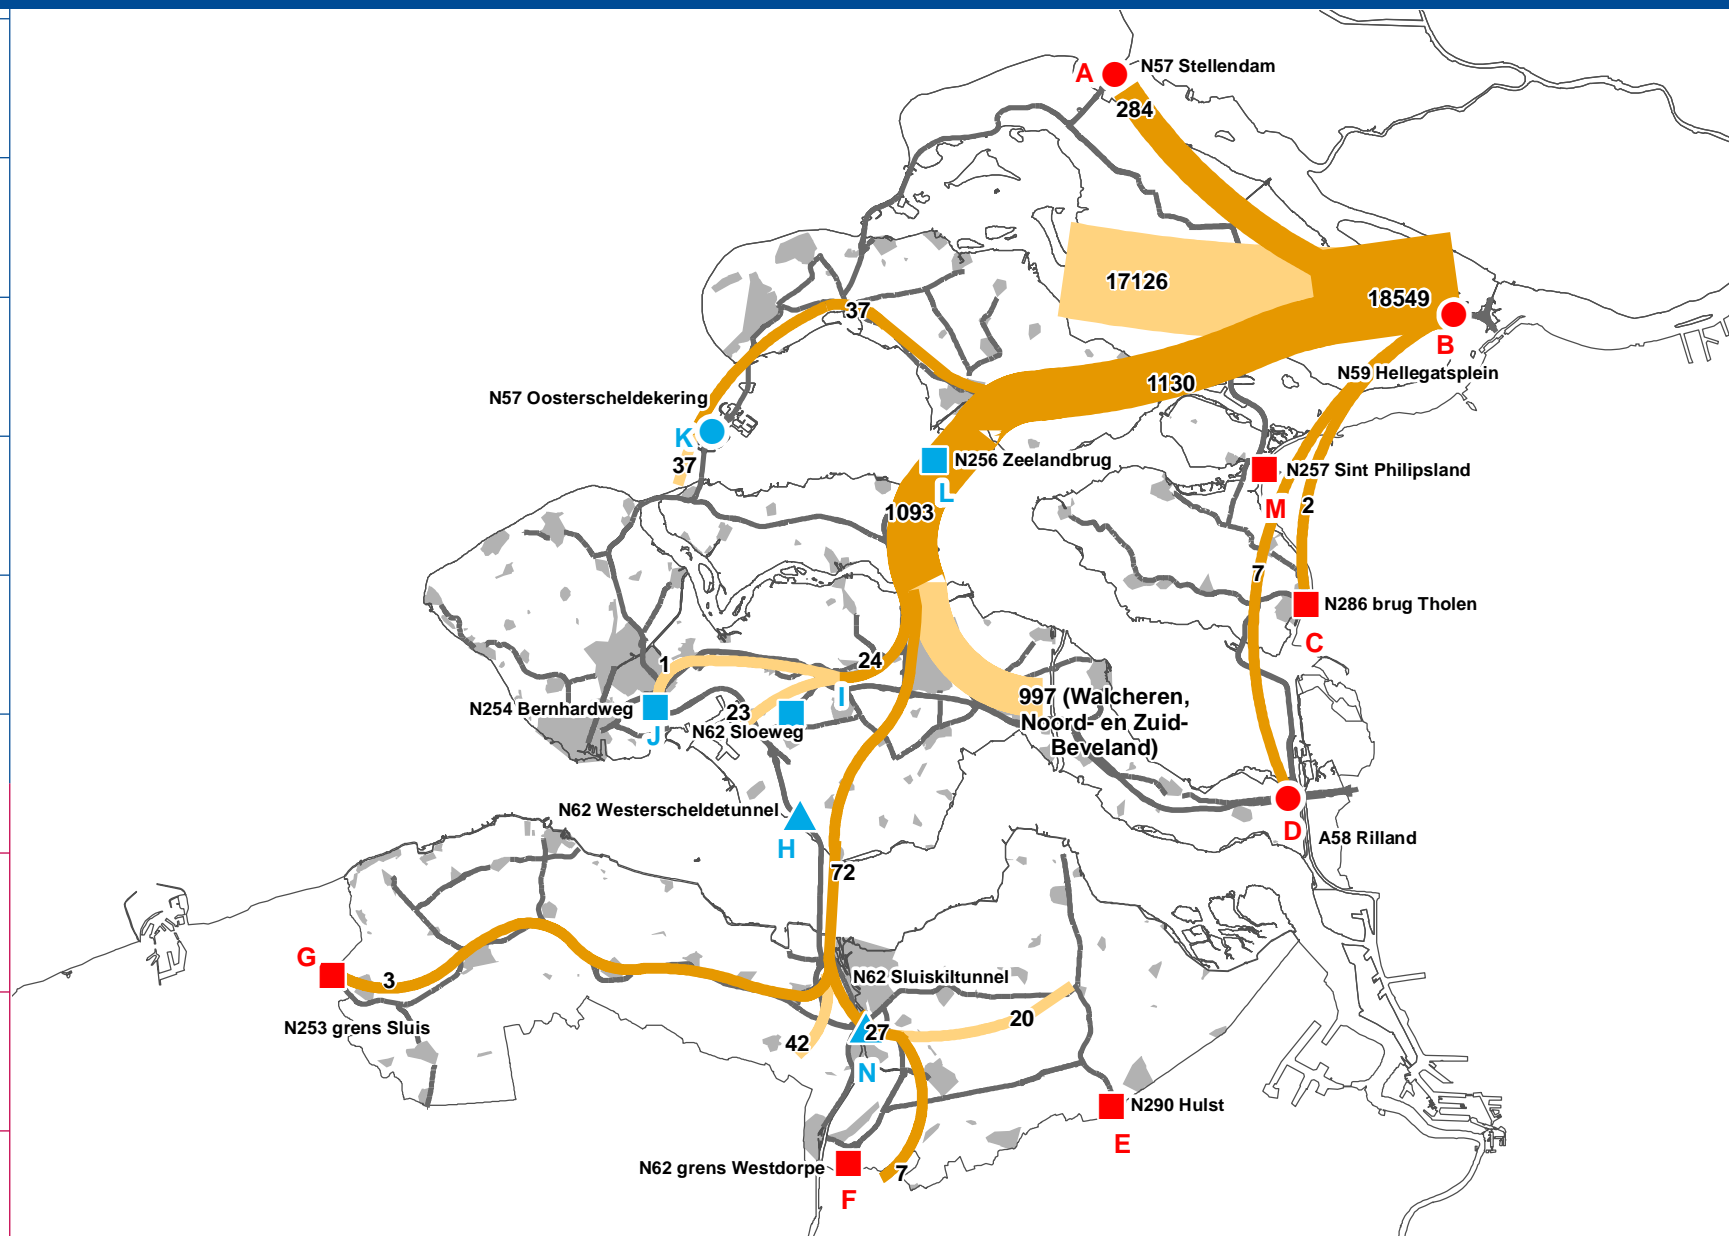 A
N57 Stellendam
284
17126
18549
B
37
N59 Hellegatsplein
1130
N57 Oosterscheldekering
K
37
N256 Zeelandbrug
L
N257 Sint Philipsland
M
2
1093
7
N286 brug Tholen
C
1
24
I
997 (Walcheren,
Noord- en Zuid-
Beveland)
N254 Bernhardweg
J
23
N62 Sloeweg
N62 Westerscheldetunnel
H
D
A58 Rilland
72
G
3
N253 grens Sluis
N62 Sluiskiltunnel
20
42
27
N
N290 Hulst
E
N62 grens Westdorpe
7
F